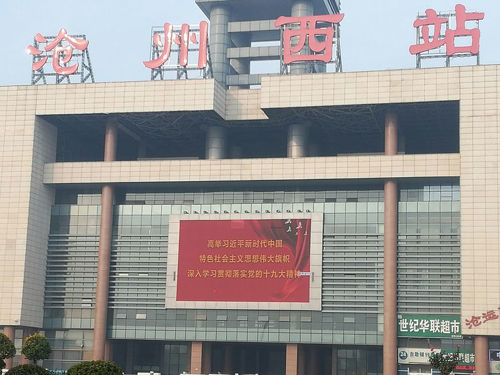 沧州西站
高举习近平新时代中国
特色社会主义思想伟大旗帜
深入学习贯彻落实党的十九大精神
世纪华联超市
沧运
24